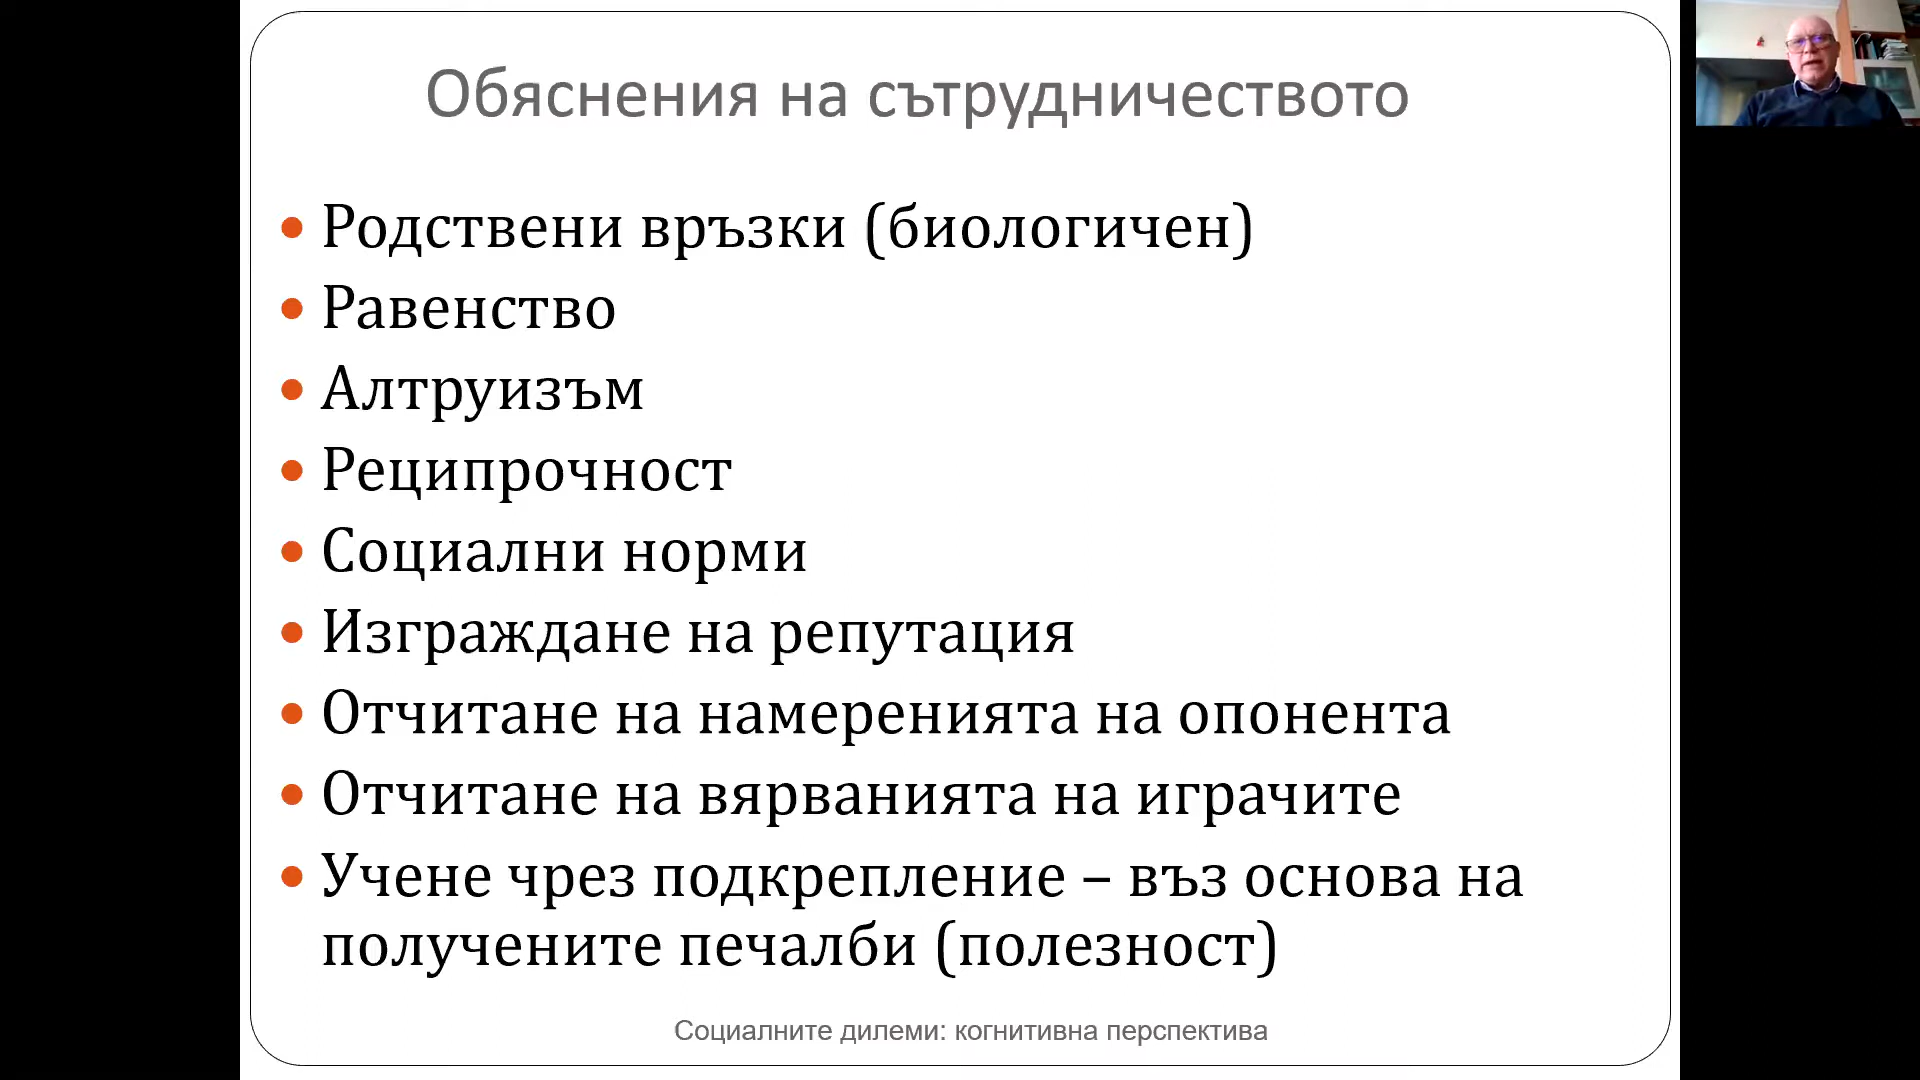 Обяснения на сътрудничеството
• Родствени връзки (биологичен)
• Равенство
• Алтруизъм
• Реципрочност
• Социални норми
• Изграждане на репутация
• Отчитане на намеренията на опонента
• Отчитане на вярванията на играчите
• Учене чрез подкрепление – въз основа на
получените печалби (полезност)
Социалните дилеми: когнитивна перспектива